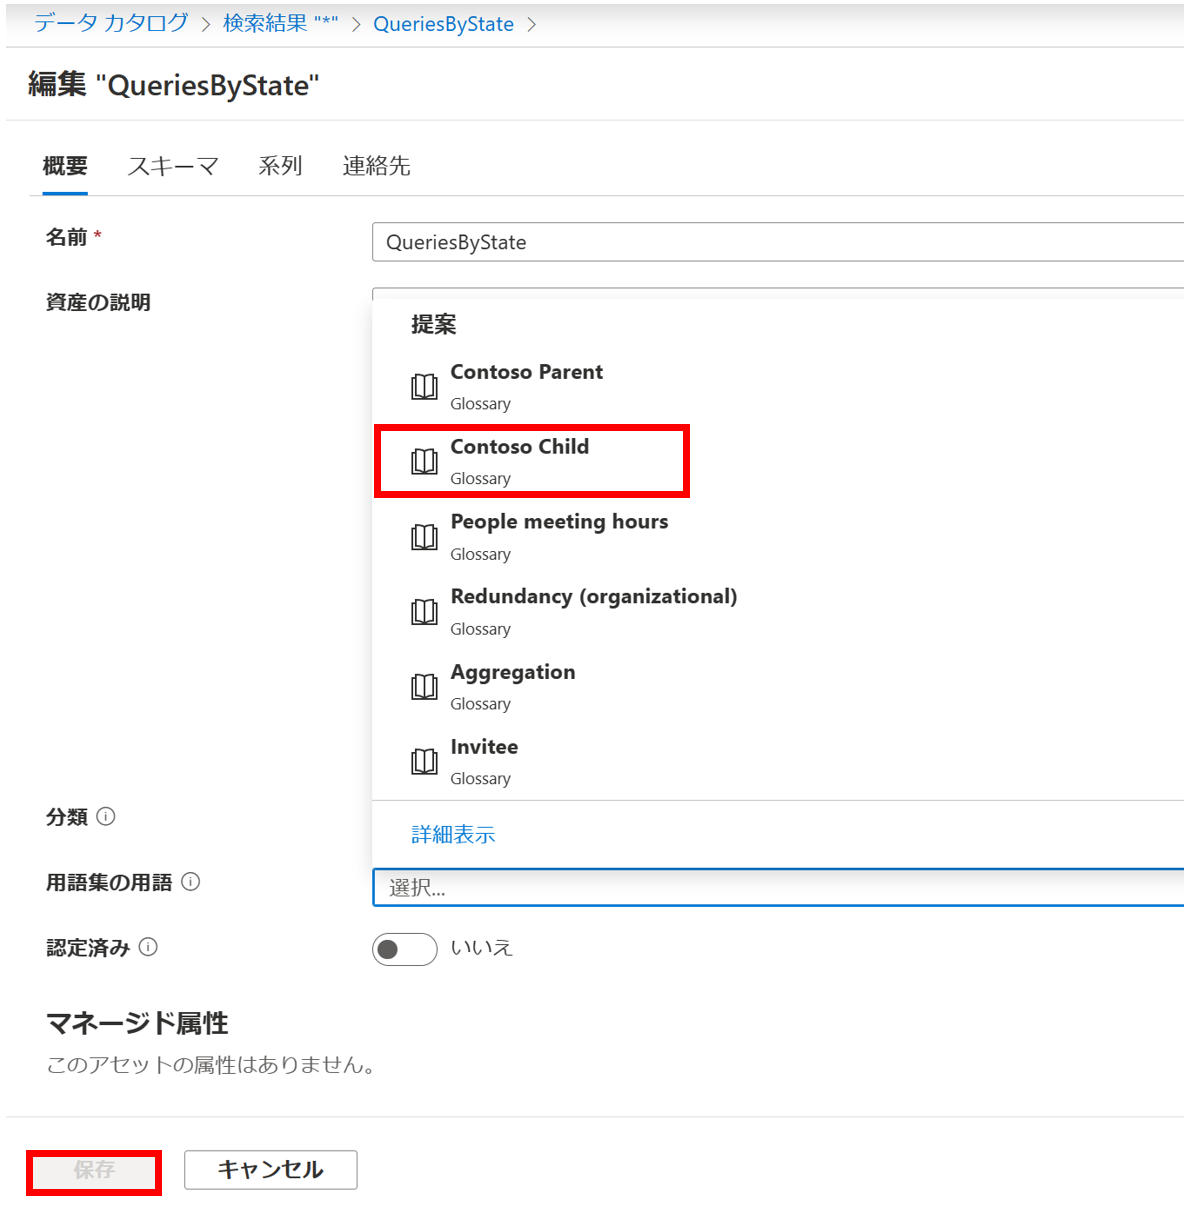 データ カタログ > 検索結果 "*" > QueriesByState >
編集 "QueriesByState"
概要 スキーマ 系列 連絡先
名前 * QueriesByState
資産の説明
提案
Contoso Parent
Glossary
Contoso Child
Glossary
People meeting hours
Glossary
Redundancy (organizational)
Glossary
Aggregation
Glossary
Invitee
Glossary
分類
詳細表示
用語集の用語 選択...
認定済み いいえ
マネージド属性
このアセットの属性はありません。
保存 キャンセル